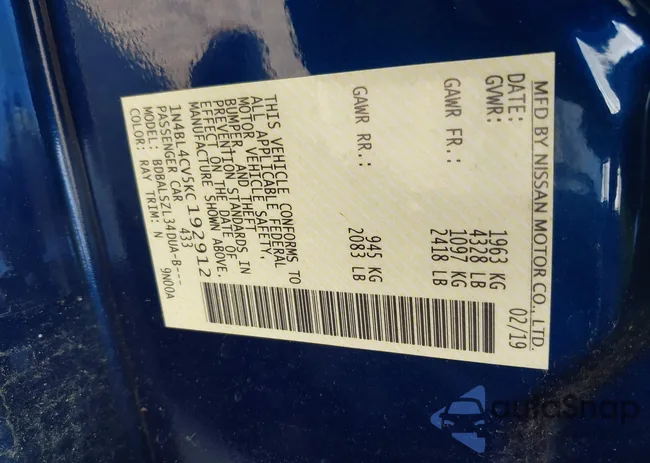 MFD BY NISSAN MOTOR CO., LTD.
DATE: 02/19
GVWR: 1963 KG
4328 LB
GAWR FR.: 1097 KG
2418 LB
GAWR RR.: 945 KG
2083 LB
THIS VEHICLE CONFORMS TO
ALL APPLICABLE FEDERAL
MOTOR VEHICLE SAFETY,
BUMPER, AND THEFT
PREVENTION STANDARDS IN
EFFECT ON THE DATE OF
MANUFACTURE SHOWN ABOVE.
1N4BL4CV5KC192912
PASSENGER CAR 433
MODEL: BDBALSZL34DUA-B--- 9N00A
COLOR: RAY TRIM: N
autoSnap